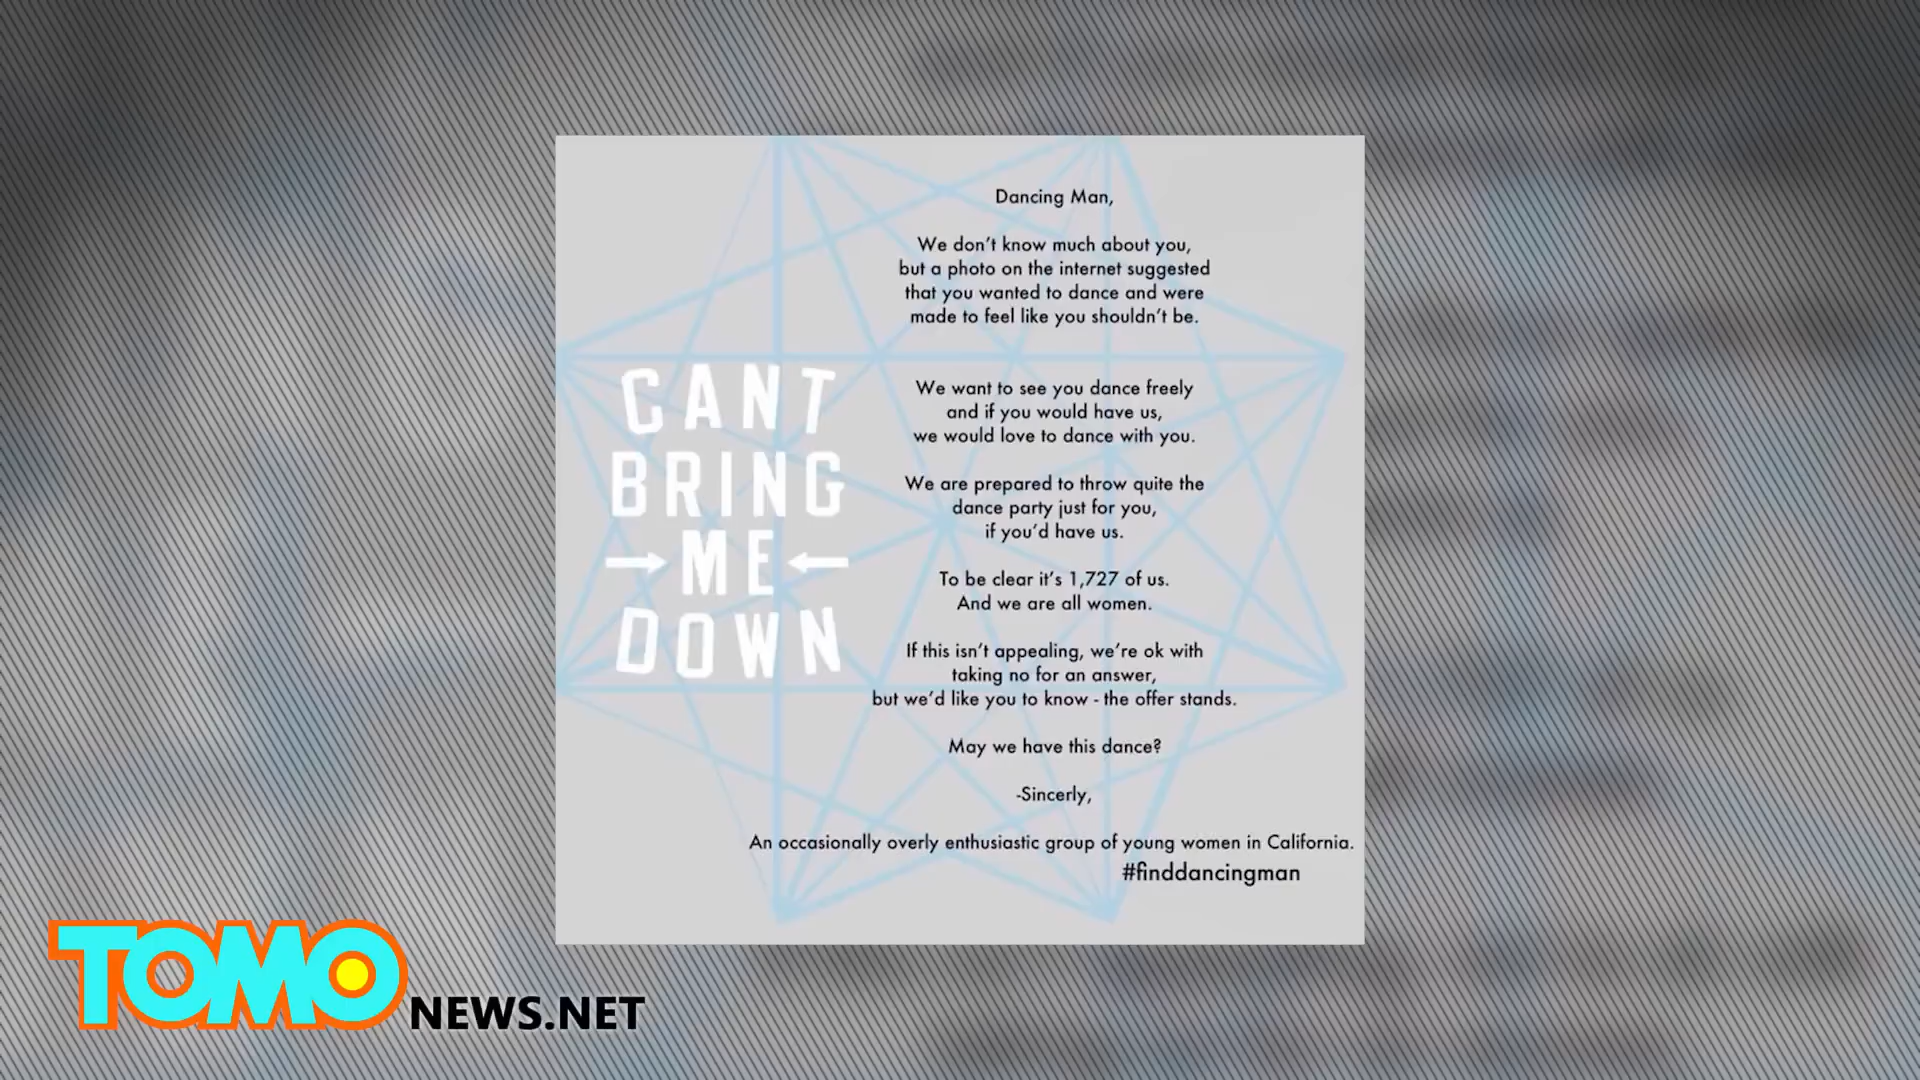 Dancing Man,
We don't know much about you,
but a photo on the internet suggested
that you wanted to dance and were
made to feel like you shouldn't be.
We want to see you dance freely
and if you would have us,
we would love to dance with you.
We are prepared to throw quite the
dance party just for you,
if you'd have us.
To be clear it's 1,727 of us.
And we are all women.
If this isn't appealing, we're ok with
taking no for an answer,
but we'd like you to know - the offer stands.
May we have this dance?
-Sincerly,
An occasionally overly enthusiastic group of young women in California.
#finddancingman
CANT
BRING
ME
DOWN
TOMO
NEWS.NET